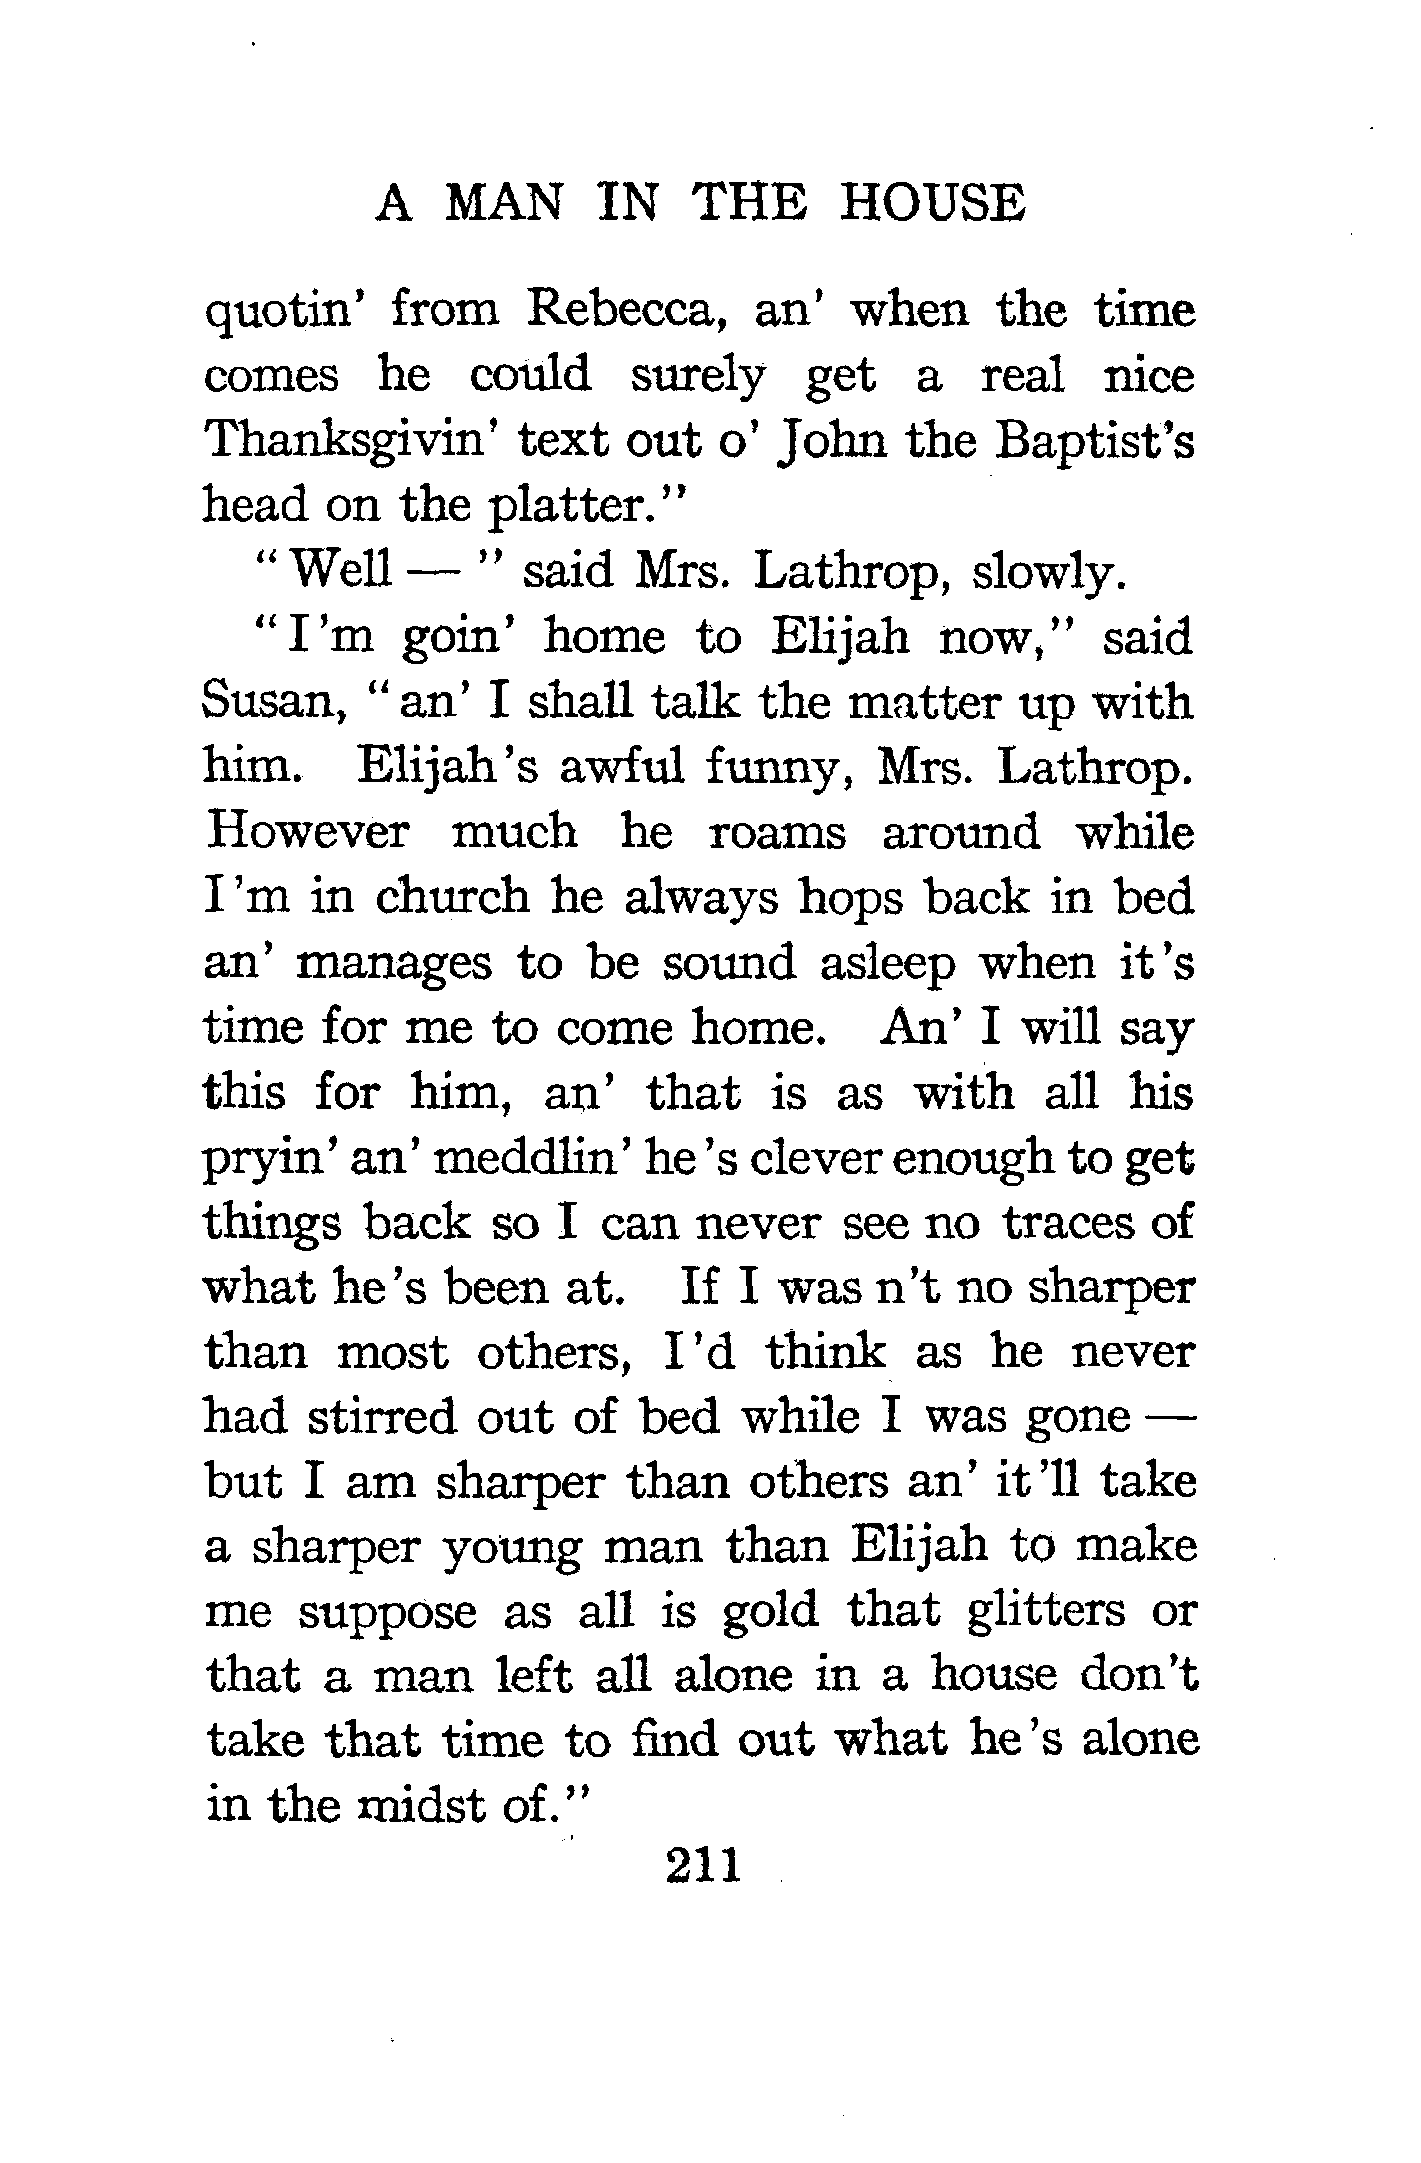 A MAN IN THE HOUSE
quotin' from Rebecca, an' when the time
comes he could surely get a real nice
Thanksgivin' text out o' John the Baptist's
head on the platter."
"Well — " said Mrs. Lathrop, slowly.
"I'm goin' home to Elijah now," said
Susan, "an' I shall talk the matter up with
him. Elijah's awful funny, Mrs. Lathrop.
However much he roams around while
I'm in church he always hops back in bed
an' manages to be sound asleep when it's
time for me to come home. An' I will say
this for him, an' that is as with all his
pryin' an' meddlin' he's clever enough to get
things back so I can never see no traces of
what he's been at. If I was n't no sharper
than most others, I'd think as he never
had stirred out of bed while I was gone —
but I am sharper than others an' it'll take
a sharper young man than Elijah to make
me suppose as all is gold that glitters or
that a man left all alone in a house don't
take that time to find out what he's alone
in the midst of."
211